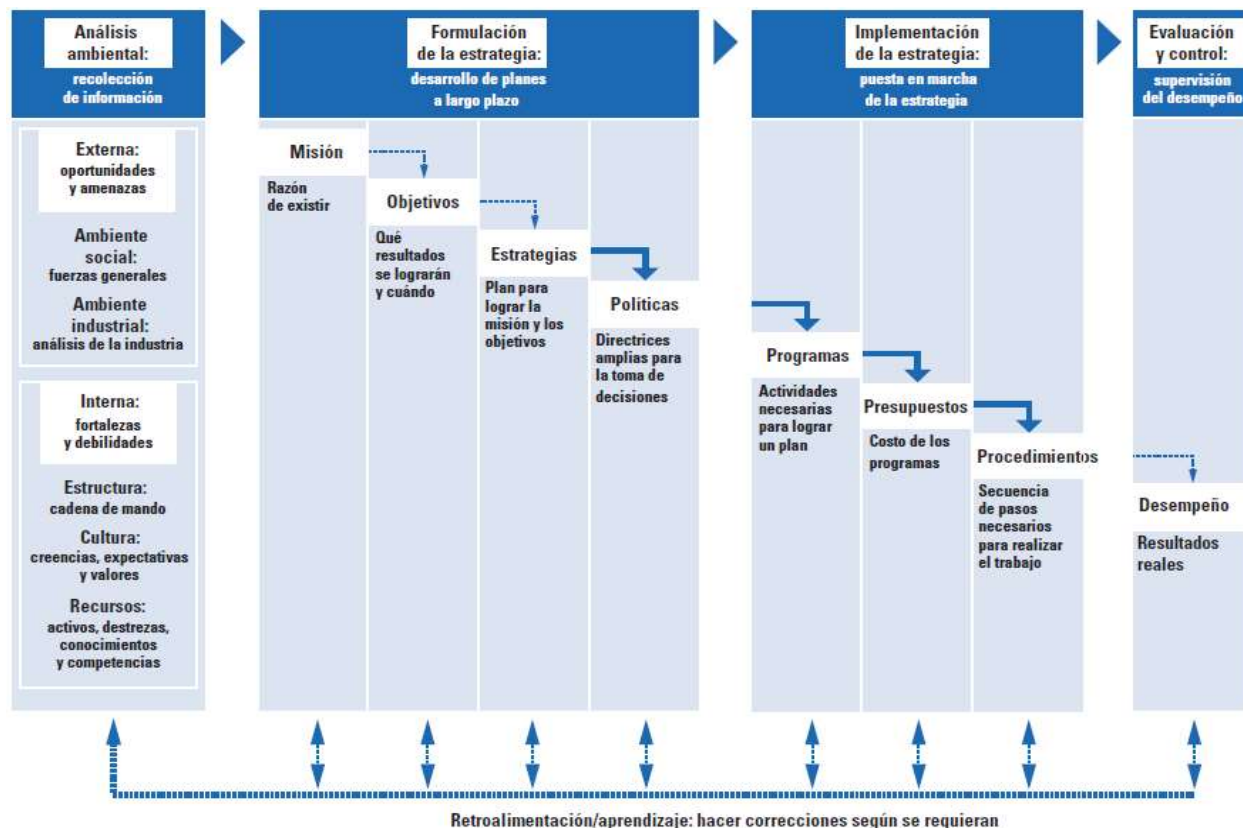 Análisis
ambiental:
recolección
de información
Formulación
de la estrategia:
desarrollo de planes
a largo plazo
Implementación
de la estrategia:
puesta en marcha
de la estrategia
Evaluación
y control:
supervisión
del desempeño
Externa:
oportunidades
y amenazas
Ambiente
social:
fuerzas generales
Ambiente
industrial:
análisis de la industria
Interna:
fortalezas
y debilidades
Estructura:
cadena de mando
Cultura:
creencias, expectativas
y valores
Recursos:
activos, destrezas,
conocimientos
y competencias
Misión
Razón
de existir
Objetivos
Qué
resultados
se lograrán
y cuándo
Estrategias
Plan para
lograr la
misión y los
objetivos
Políticas
Directrices
amplias para
la toma de
decisiones
Programas
Actividades
necesarias
para lograr
un plan
Presupuestos
Costo de los
programas
Procedimientos
Secuencia
de pasos
necesarios
para realizar
el trabajo
Desempeño
Resultados
reales
Retroalimentación/aprendizaje: hacer correcciones según se requieran